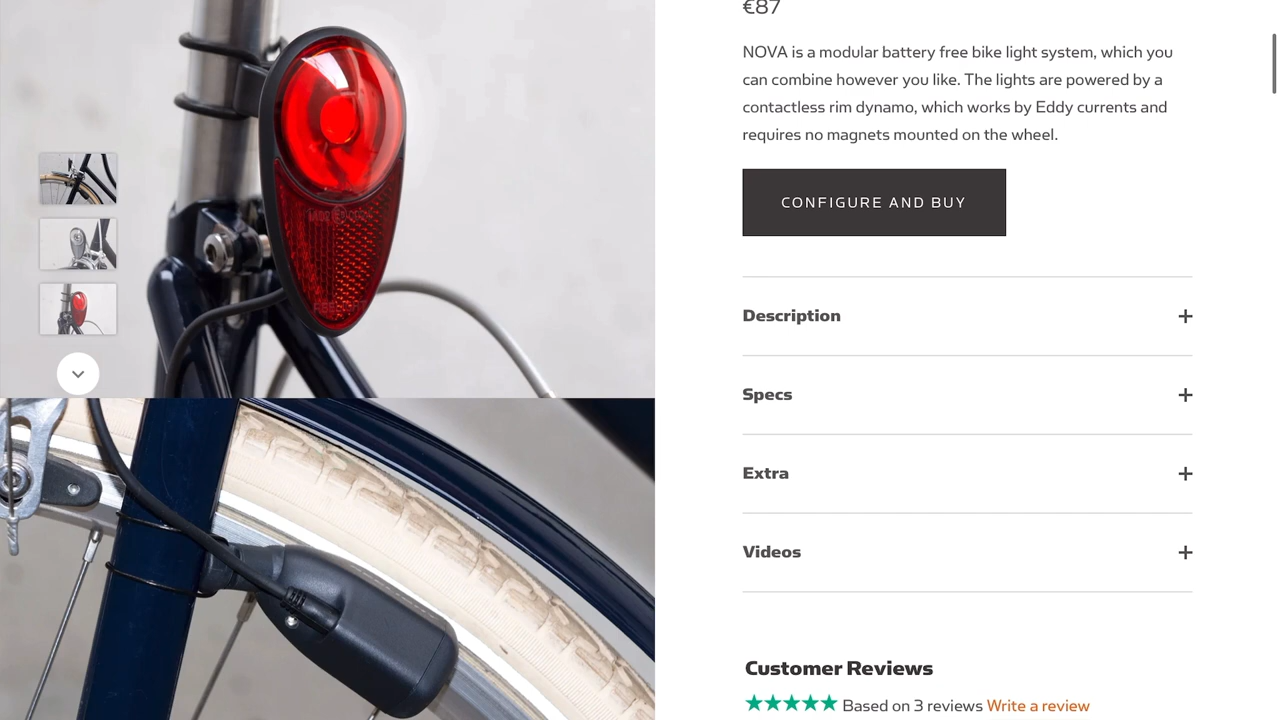 €87
NOVA is a modular battery free bike light system, which you
can combine however you like. The lights are powered by a
contactless rim dynamo, which works by Eddy currents and
requires no magnets mounted on the wheel.
CONFIGURE AND BUY
Description
Specs
Extra
Videos
Customer Reviews
Based on 3 reviews Write a review